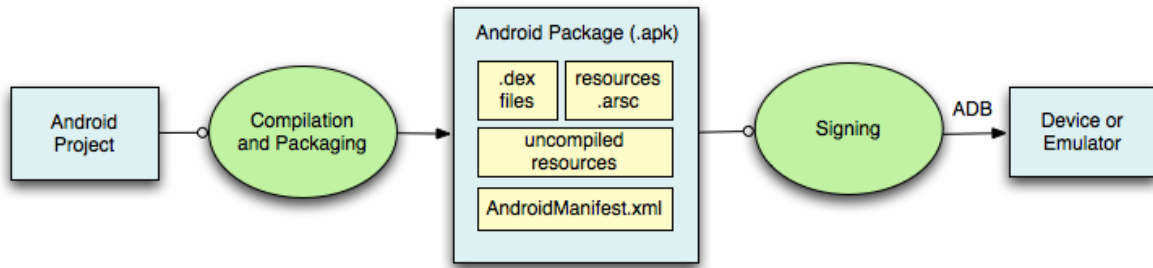 Android
Project
Compilation
and Packaging
Android Package (.apk)
.dex
files
resources
.arsc
uncompiled
resources
AndroidManifest.xml
Signing
ADB
Device or
Emulator